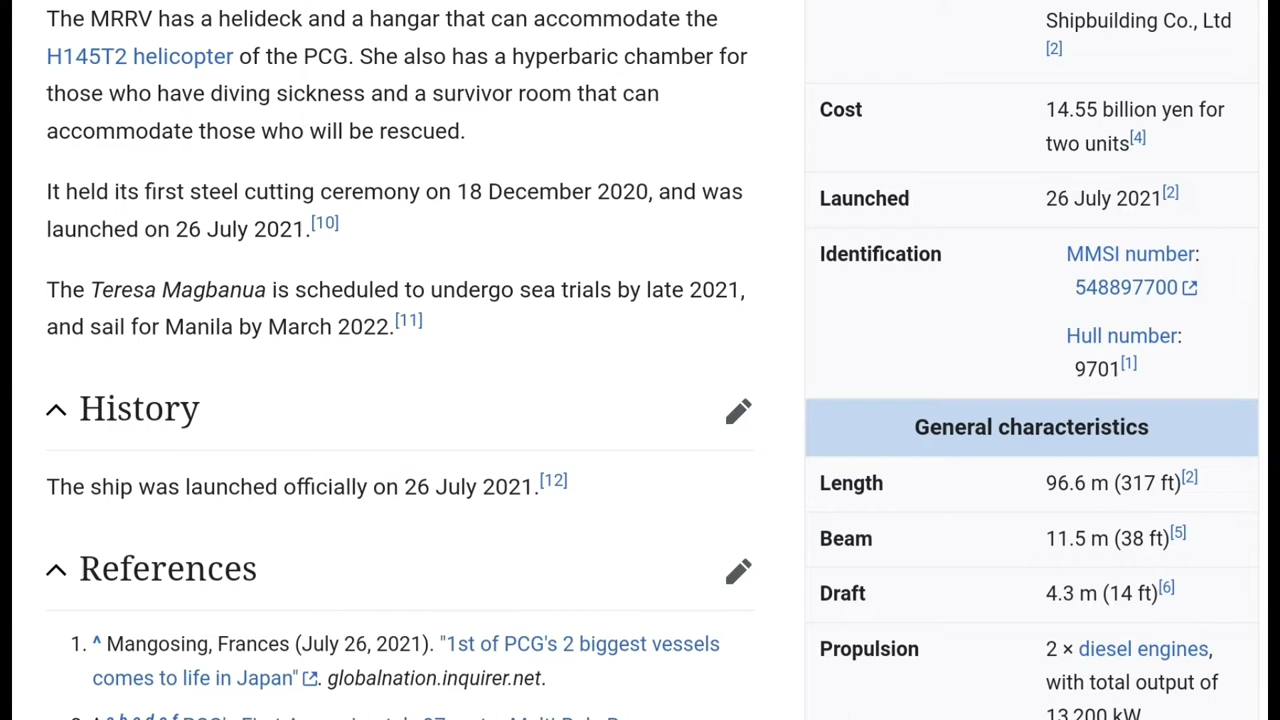 The MRRV has a helideck and a hangar that can accommodate the
H145T2 helicopter of the PCG. She also has a hyperbaric chamber for
those who have diving sickness and a survivor room that can
accommodate those who will be rescued.
It held its first steel cutting ceremony on 18 December 2020, and was
launched on 26 July 2021.[10]
The Teresa Magbanua is scheduled to undergo sea trials by late 2021,
and sail for Manila by March 2022.[11]
History
The ship was launched officially on 26 July 2021.[12]
References
1. ^ Mangosing, Frances (July 26, 2021). "1st of PCG's 2 biggest vessels
comes to life in Japan". globalnation.inquirer.net.
Shipbuilding Co., Ltd
[2]
Cost 14.55 billion yen for
two units[4]
Launched 26 July 2021[2]
Identification MMSI number:
548897700
Hull number:
9701[1]
General characteristics
Length 96.6 m (317 ft)[2]
Beam 11.5 m (38 ft)[5]
Draft 4.3 m (14 ft)[6]
Propulsion 2 × diesel engines,
with total output of
13,200 kW